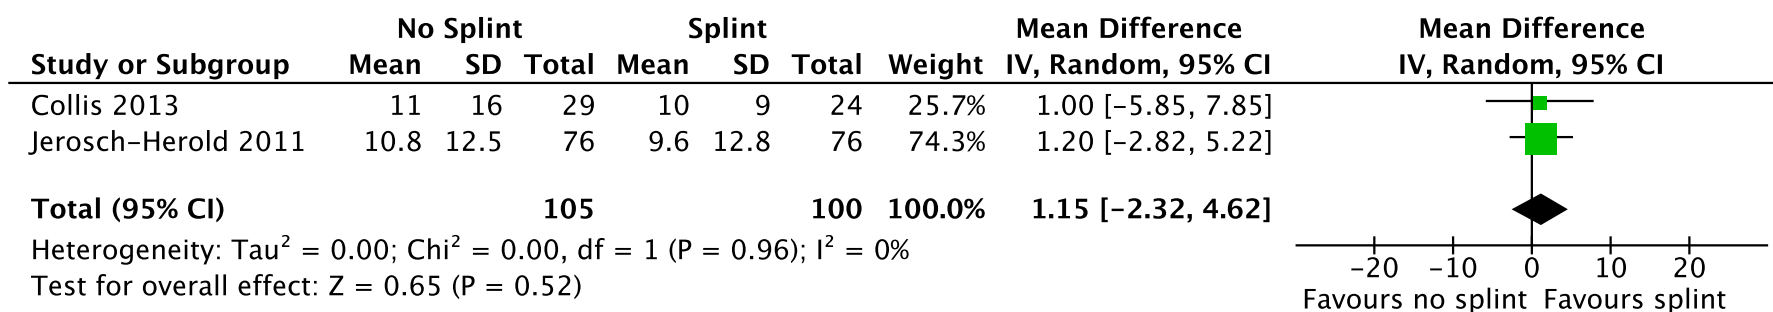 No Splint Splint Mean Difference Mean Difference
Study or Subgroup Mean SD Total Mean SD Total Weight IV, Random, 95% CI IV, Random, 95% CI
Collis 2013 11 16 29 10 9 24 25.7% 1.00 [−5.85, 7.85]
Jerosch–Herold 2011 10.8 12.5 76 9.6 12.8 76 74.3% 1.20 [−2.82, 5.22]
Total (95% CI) 105 100 100.0% 1.15 [−2.32, 4.62]
Heterogeneity: Tau² = 0.00; Chi² = 0.00, df = 1 (P = 0.96); I² = 0%
Test for overall effect: Z = 0.65 (P = 0.52)
−20 −10 0 10 20
Favours no splint Favours splint